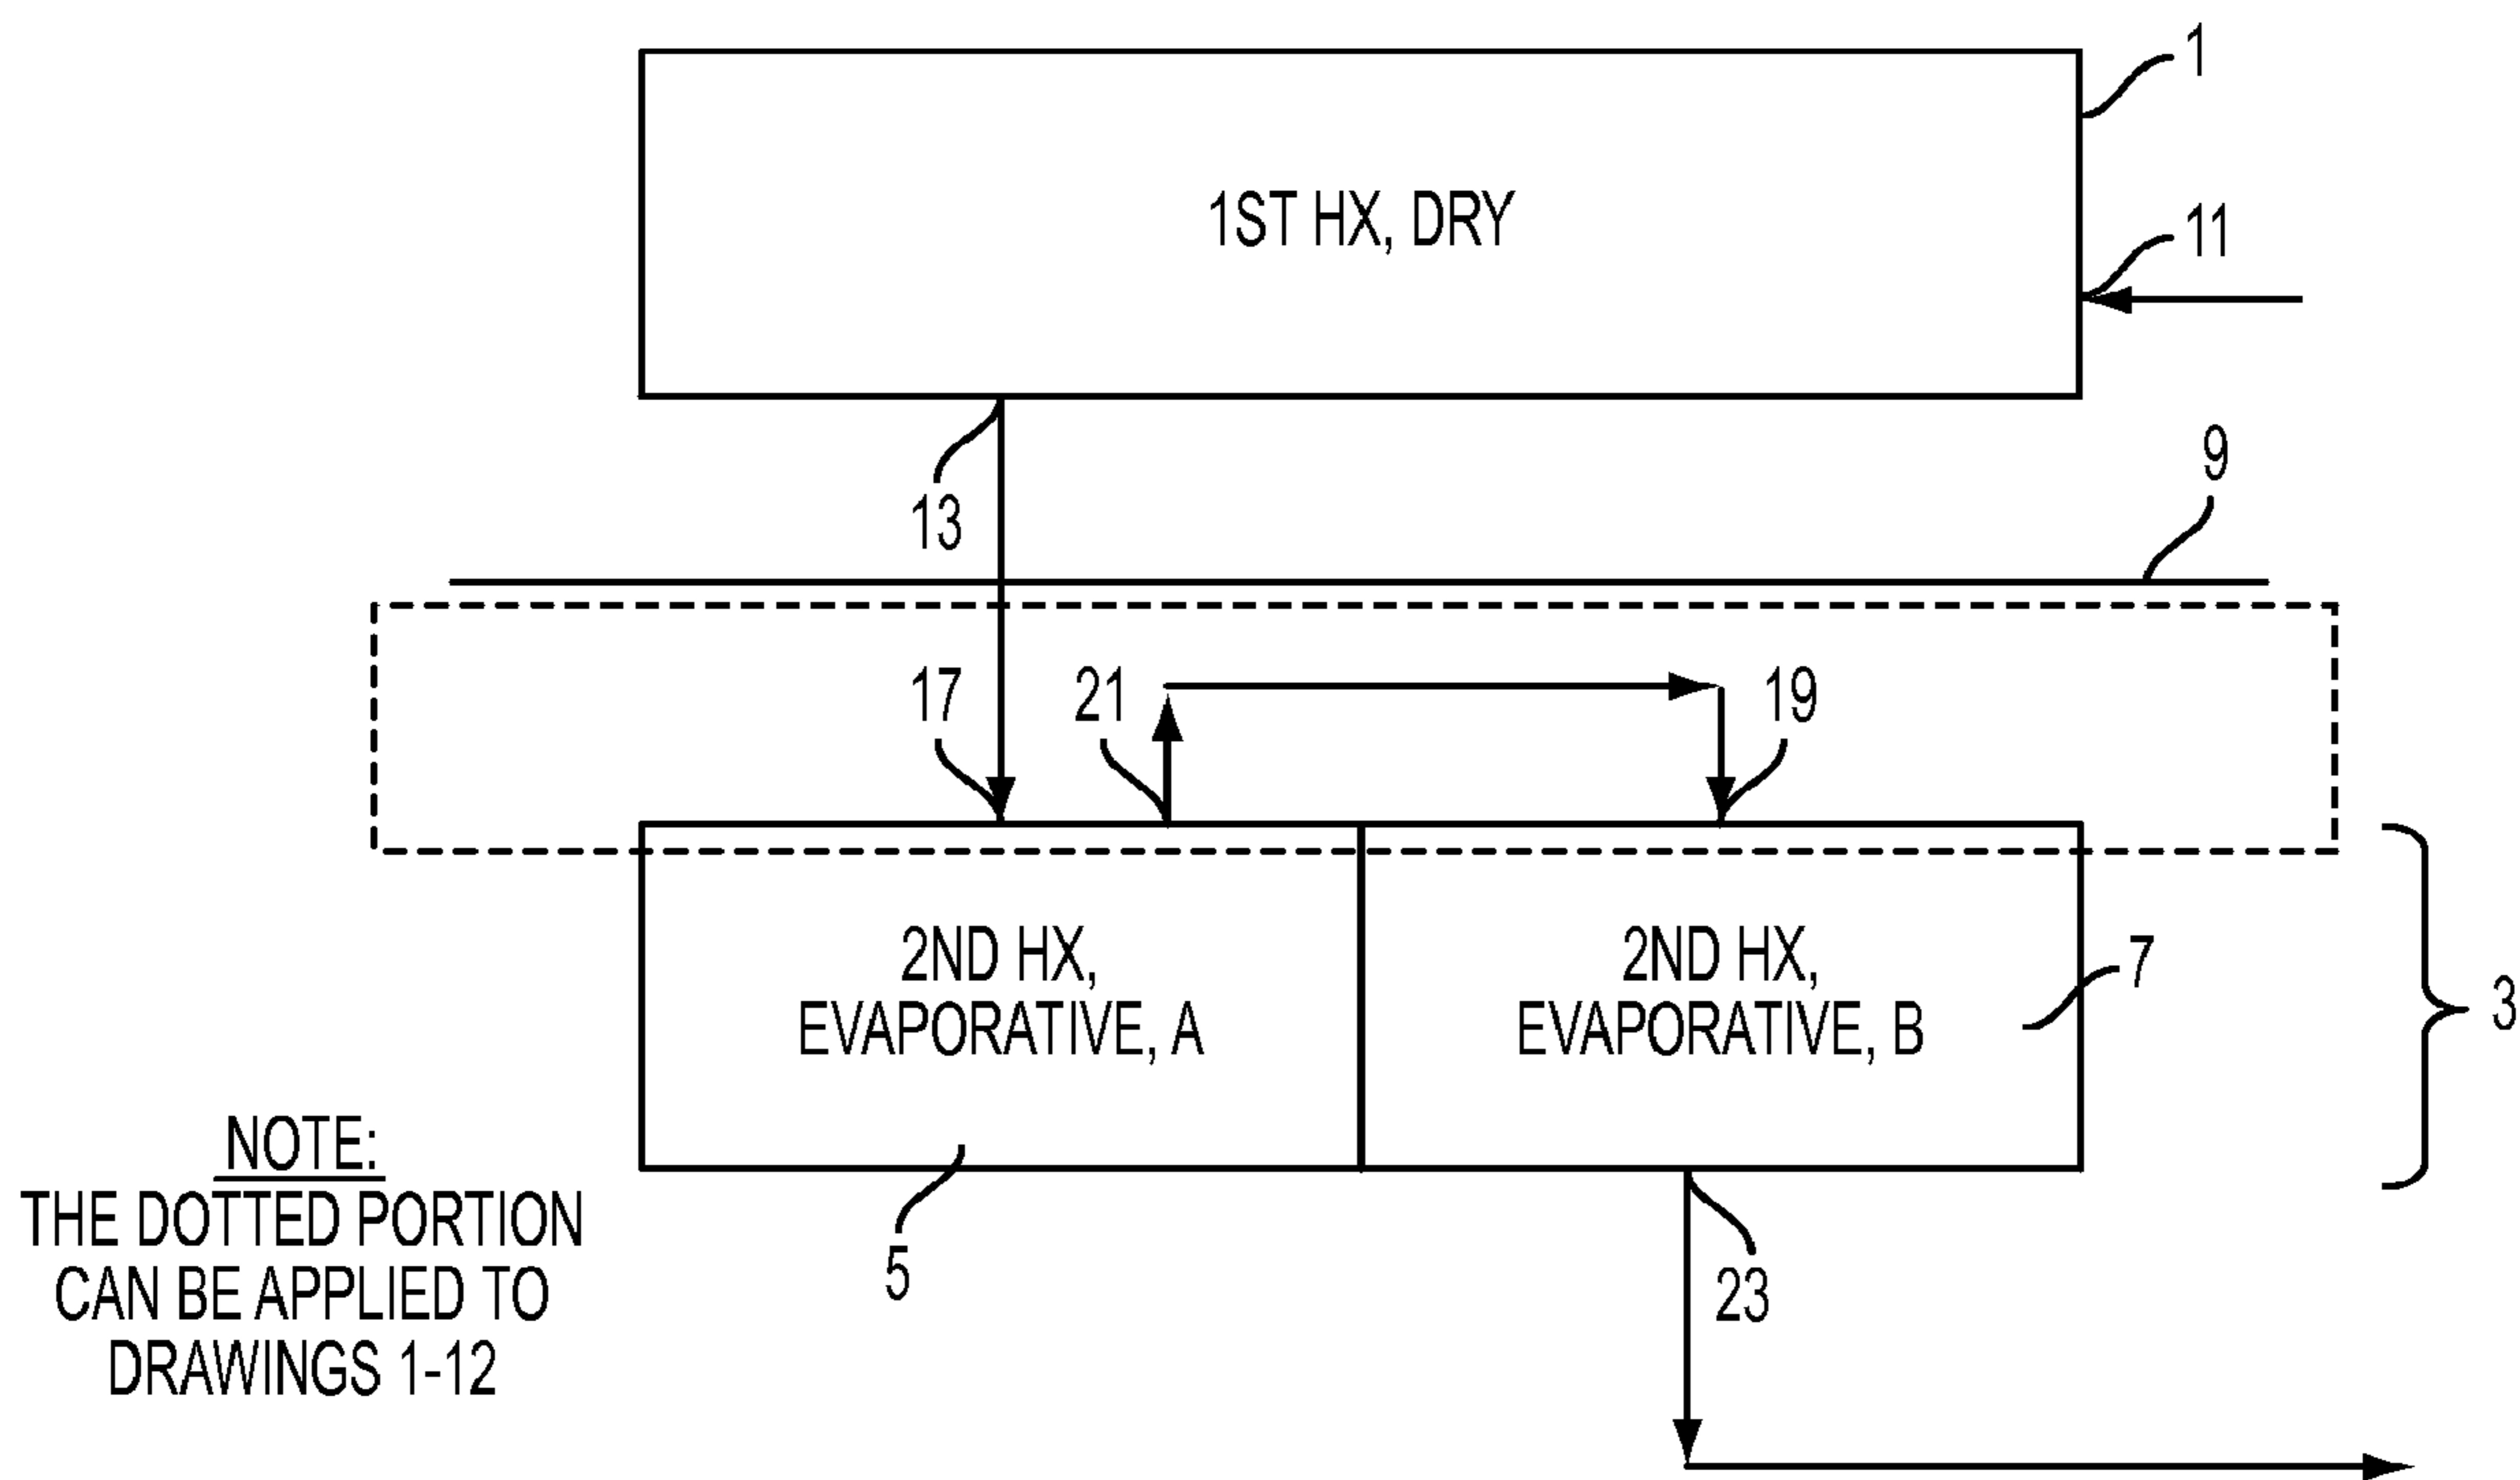 1
1ST HX, DRY
11
9
13
17
21
19
2ND HX,
EVAPORATIVE, A
2ND HX,
EVAPORATIVE, B
7
3
NOTE:
THE DOTTED PORTION
CAN BE APPLIED TO
DRAWINGS 1-12
5
23